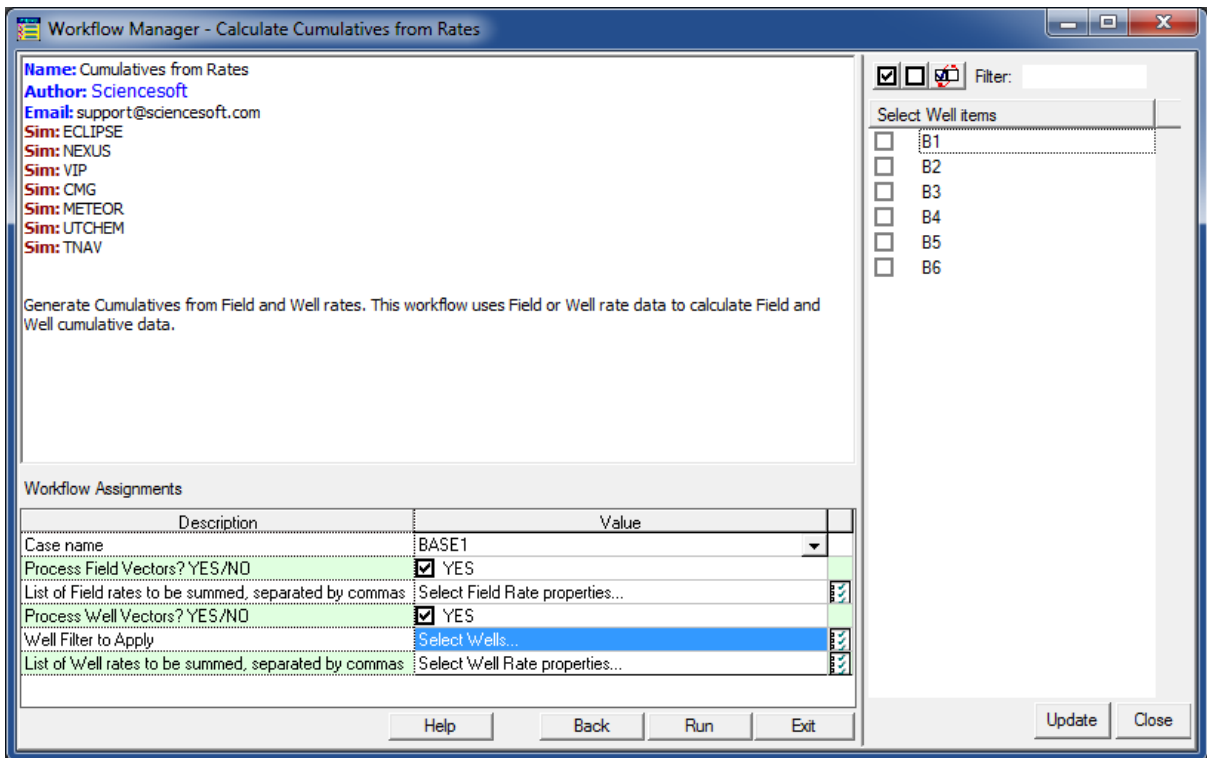 Workflow Manager - Calculate Cumulatives from Rates
Name: Cumulatives from Rates
Author: Sciencesoft
Email: support@sciencesoft.com
Sim: ECLIPSE
Sim: NEXUS
Sim: VIP
Sim: CMG
Sim: METEOR
Sim: UTCHEM
Sim: TNAV
Generate Cumulatives from Field and Well rates. This workflow uses Field or Well rate data to calculate Field and
Well cumulative data.
Workflow Assignments
Description Value
Case name BASE1
Process Field Vectors? YES/NO YES
List of Field rates to be summed, separated by commas Select Field Rate properties...
Process Well Vectors? YES/NO YES
Well Filter to Apply Select Wells...
List of Well rates to be summed, separated by commas Select Well Rate properties...
Help Back Run Exit
Filter:
Select Well items
B1
B2
B3
B4
B5
B6
Update Close